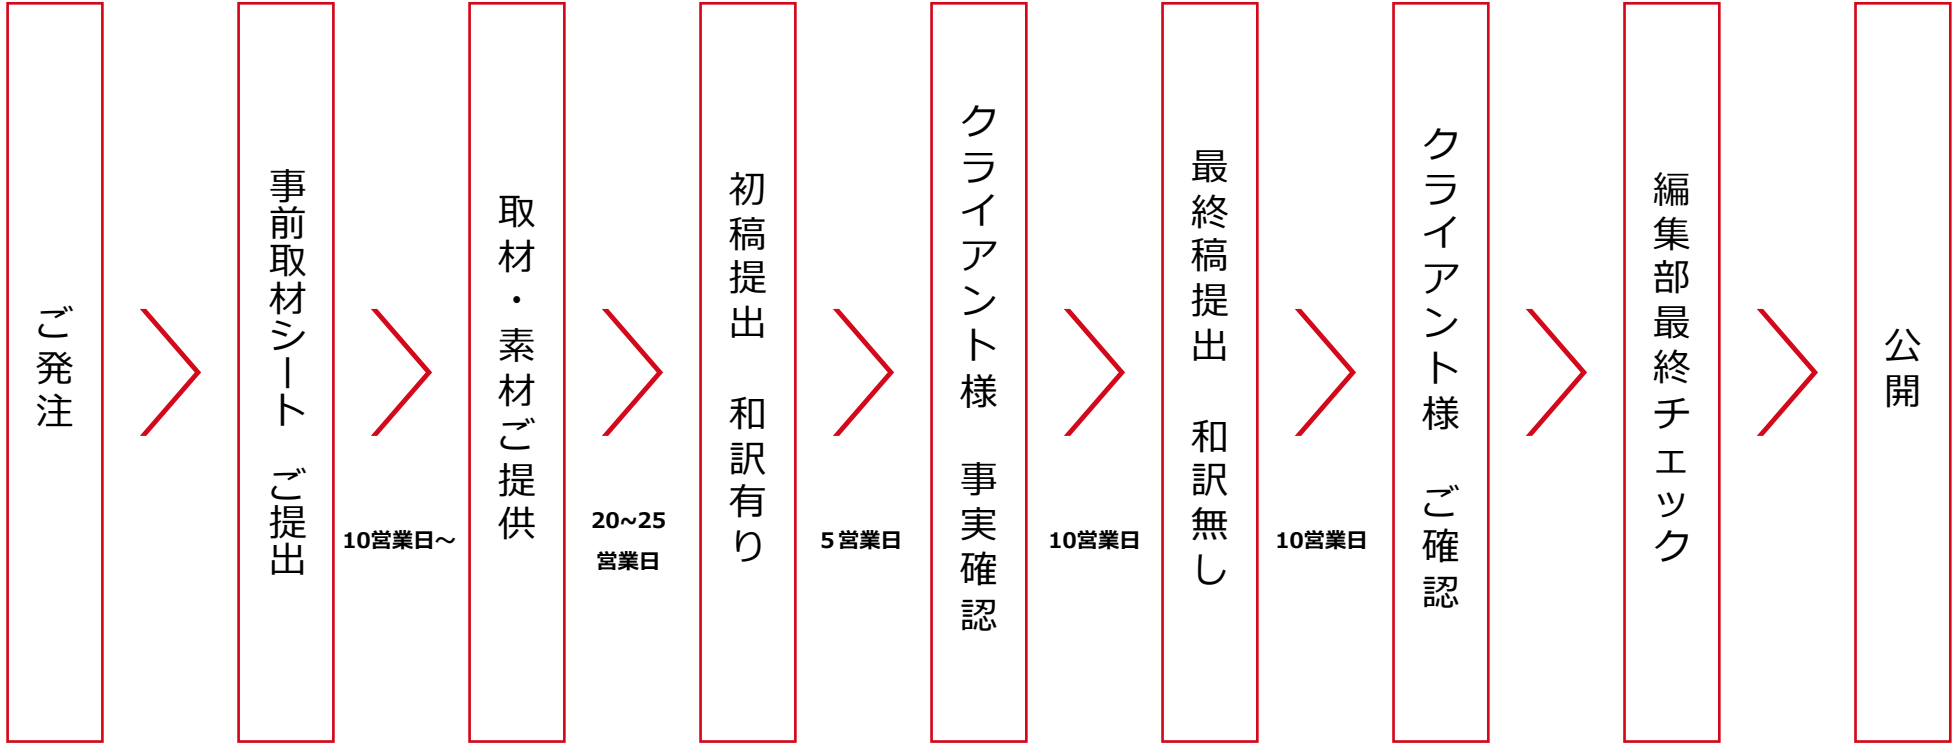 ご発注
事前取材シート ご提出
10営業日～
取材・素材ご提供
20~25
営業日
初稿提出 和訳有り
５営業日
クライアント様 事実確認
10営業日
最終稿提出 和訳無し
10営業日
クライアント様 ご確認
編集部最終チェック
公開